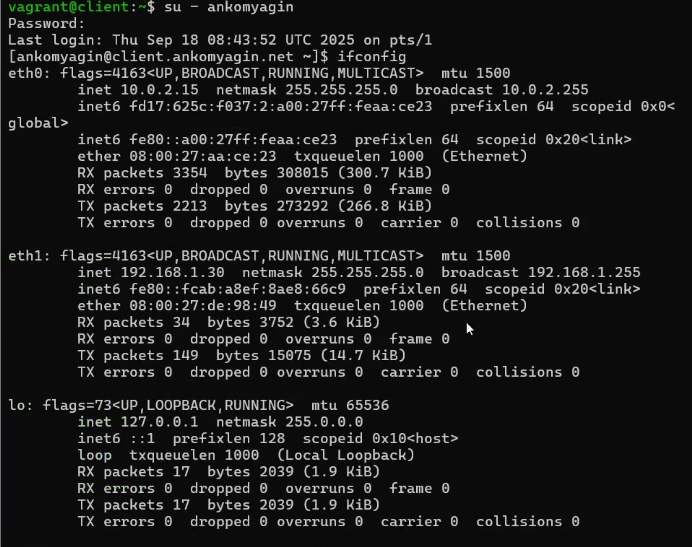 vagrant@client:~$ su - ankomyagin
Password:
Last login: Thu Sep 18 08:43:52 UTC 2025 on pts/1
[ankomyagin@client.ankomyagin.net ~]$ ifconfig
eth0: flags=4163<UP,BROADCAST,RUNNING,MULTICAST>  mtu 1500
        inet 10.0.2.15  netmask 255.255.255.0  broadcast 10.0.2.255
        inet6 fd17:625c:f037:2:a00:27ff:feaa:ce23  prefixlen 64  scopeid 0x0<
global>
        inet6 fe80::a00:27ff:feaa:ce23  prefixlen 64  scopeid 0x20<link>
        ether 08:00:27:aa:ce:23  txqueuelen 1000  (Ethernet)
        RX packets 3354  bytes 308015 (300.7 KiB)
        RX errors 0  dropped 0  overruns 0  frame 0
        TX packets 2213  bytes 273292 (266.8 KiB)
        TX errors 0  dropped 0 overruns 0  carrier 0  collisions 0

eth1: flags=4163<UP,BROADCAST,RUNNING,MULTICAST>  mtu 1500
        inet 192.168.1.30  netmask 255.255.255.0  broadcast 192.168.1.255
        inet6 fe80::fcab:a8ef:8ae8:66c9  prefixlen 64  scopeid 0x20<link>
        ether 08:00:27:de:98:49  txqueuelen 1000  (Ethernet)
        RX packets 34  bytes 3752 (3.6 KiB)
        RX errors 0  dropped 0  overruns 0  frame 0
        TX packets 149  bytes 15075 (14.7 KiB)
        TX errors 0  dropped 0 overruns 0  carrier 0  collisions 0

lo: flags=73<UP,LOOPBACK,RUNNING>  mtu 65536
        inet 127.0.0.1  netmask 255.0.0.0
        inet6 ::1  prefixlen 128  scopeid 0x10<host>
        loop  txqueuelen 1000  (Local Loopback)
        RX packets 17  bytes 2039 (1.9 KiB)
        RX errors 0  dropped 0  overruns 0  frame 0
        TX packets 17  bytes 2039 (1.9 KiB)
        TX errors 0  dropped 0 overruns 0  carrier 0  collisions 0